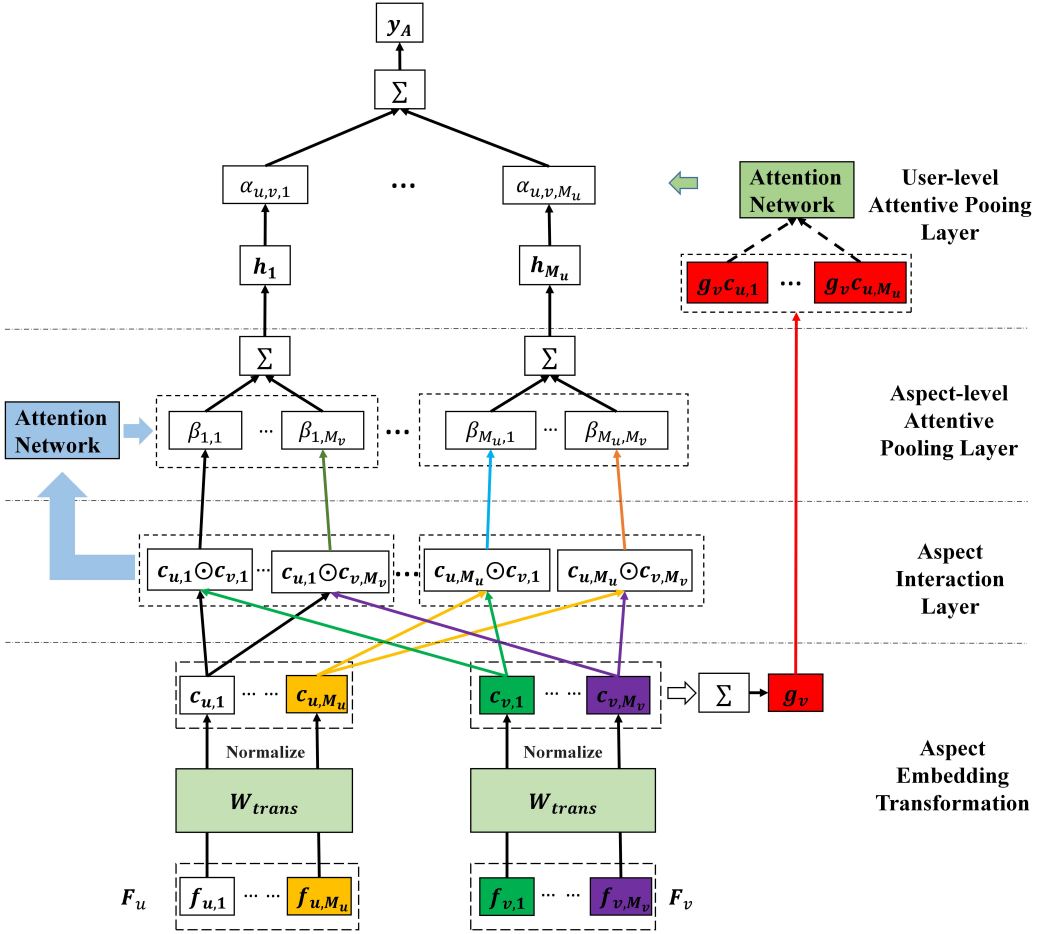 y_A
∑
α_{u,v,1} ... α_{u,v,M_u}
Attention
Network
User-level
Attentive Pooing
Layer
h_1 h_{M_u}
g_v c_{u,1} ... g_v c_{u,M_u}
∑ ∑
Attention
Network
β_{1,1} ... β_{1,M_v} ... β_{M_u,1} ... β_{M_u,M_v}
Aspect-level
Attentive
Pooling Layer
c_{u,1}⊙c_{v,1} ... c_{u,1}⊙c_{v,M_v} ... c_{u,M_u}⊙c_{v,1} c_{u,M_u}⊙c_{v,M_v}
Aspect
Interaction
Layer
c_{u,1} ... ... c_{u,M_u} c_{v,1} ... ... c_{v,M_v} ∑ g_v
Normalize Normalize
W_{trans} W_{trans}
Aspect
Embedding
Transformation
F_u f_{u,1} ... ... f_{u,M_u} f_{v,1} ... ... f_{v,M_v} F_v